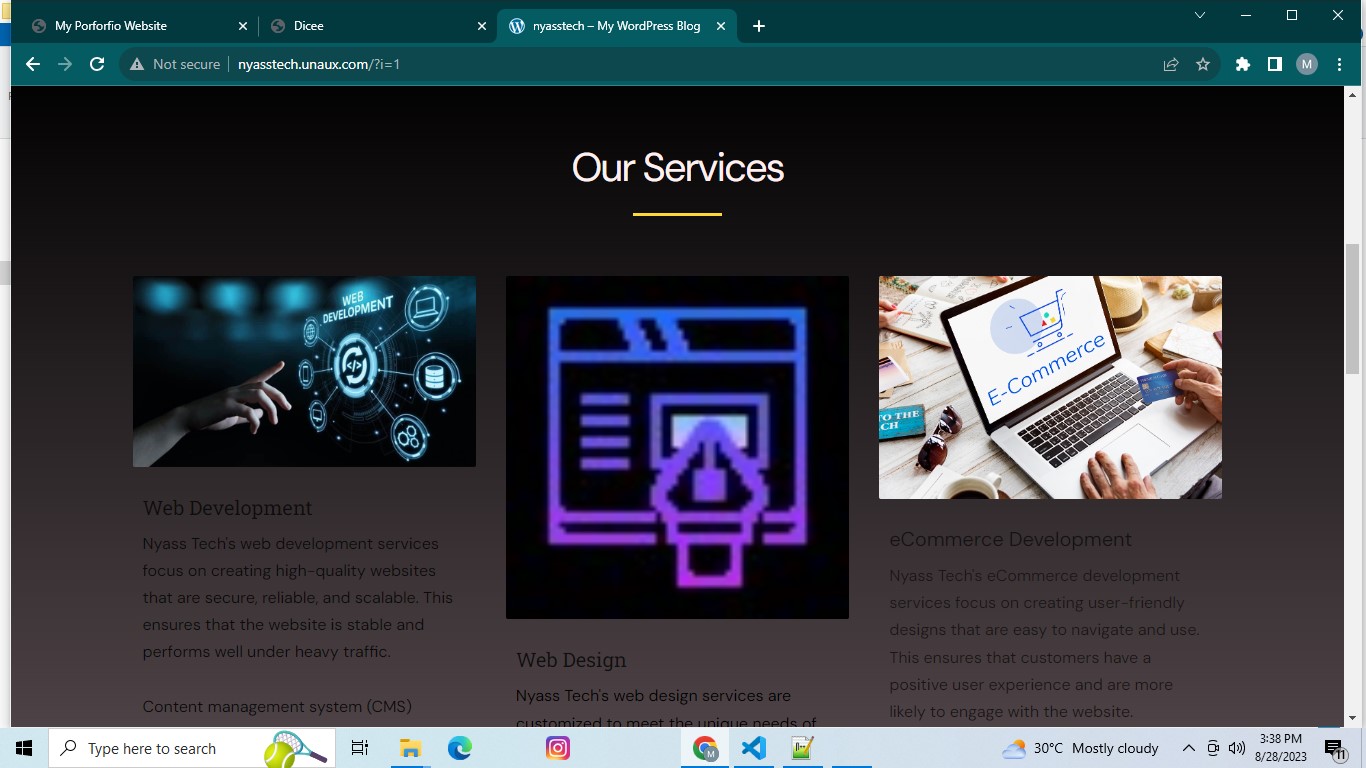 My Porforfio Website
Dicee
nyasstech – My WordPress Blog
Not secure
nyasstech.unaux.com/?i=1
M
Our Services
WEB
DEVELOPMENT
E-Commerce
TO THE
Web Development
Nyass Tech's web development services
focus on creating high-quality websites
that are secure, reliable, and scalable. This
ensures that the website is stable and
performs well under heavy traffic.
Content management system (CMS)
Web Design
Nyass Tech's web design services are
customized to meet the unique needs of
eCommerce Development
Nyass Tech's eCommerce development
services focus on creating user-friendly
designs that are easy to navigate and use.
This ensures that customers have a
positive user experience and are more
likely to engage with the website.
Type here to search
M
30°C Mostly cloudy
3:38 PM
8/28/2023
11